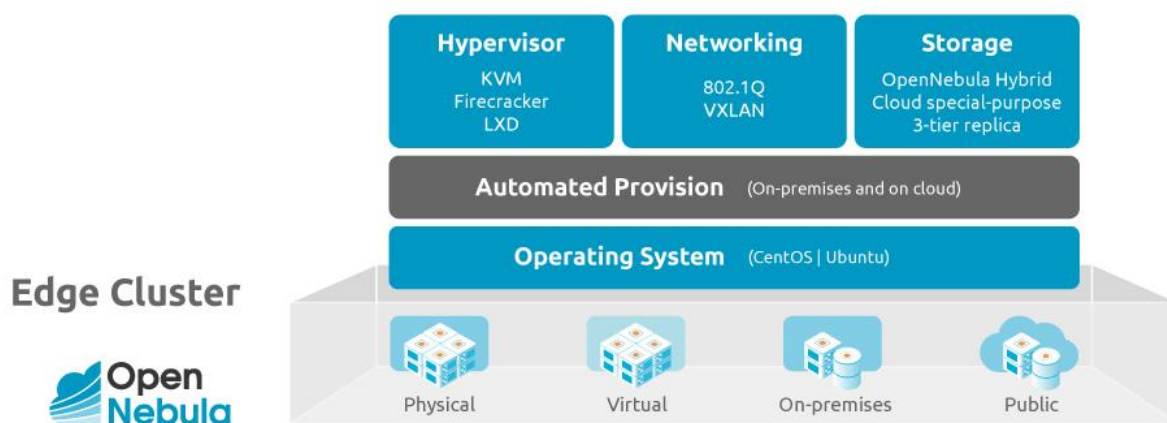 Hypervisor
KVM
Firecracker
LXD
Networking
802.1Q
VXLAN
Storage
OpenNebula Hybrid
Cloud special-purpose
3-tier replica
Automated Provision (On-premises and on cloud)
Operating System (CentOS | Ubuntu)
Edge Cluster
Open
Nebula
Physical
Virtual
On-premises
Public